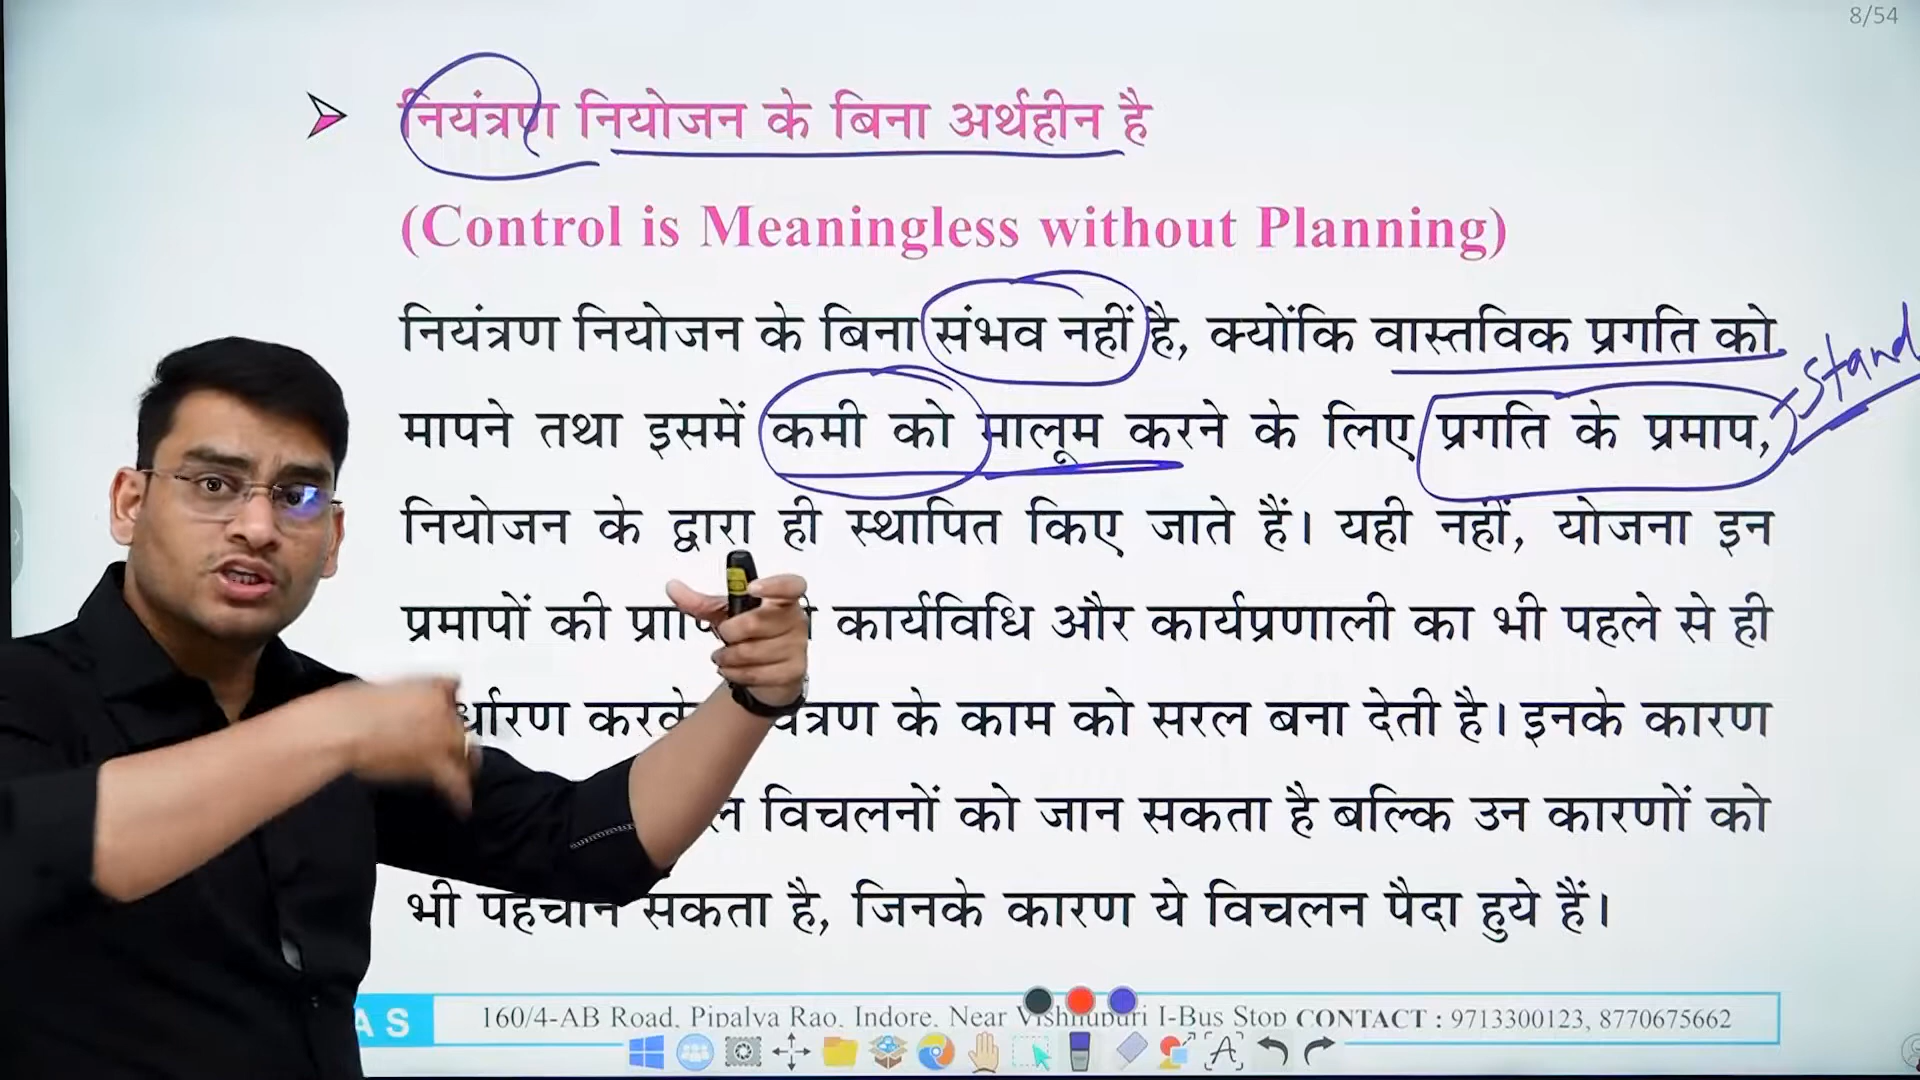 8/54
नियंत्रण नियोजन के बिना अर्थहीन है
(Control is Meaningless without Planning)
नियंत्रण नियोजन के बिना संभव नहीं है, क्योंकि वास्तविक प्रगति को
Stand
मापने तथा इसमें कमी को मालूम करने के लिए प्रगति के प्रमाप,
नियोजन के द्वारा ही स्थापित किए जाते हैं। यही नहीं, योजना इन
प्रमापों की कार्यविधि और कार्यप्रणाली का भी पहले से ही
करके के काम को सरल बना देती है। इनके कारण
विचलनों को जान सकता है बल्कि उन कारणों को
भी पहचान सकता है, जिनके कारण ये विचलन पैदा हुये हैं।
AS 160/4-AB Road, Pipalya Rao, Indore, Near Vishnupuri I-Bus Stop CONTACT : 9713300123, 8770675662